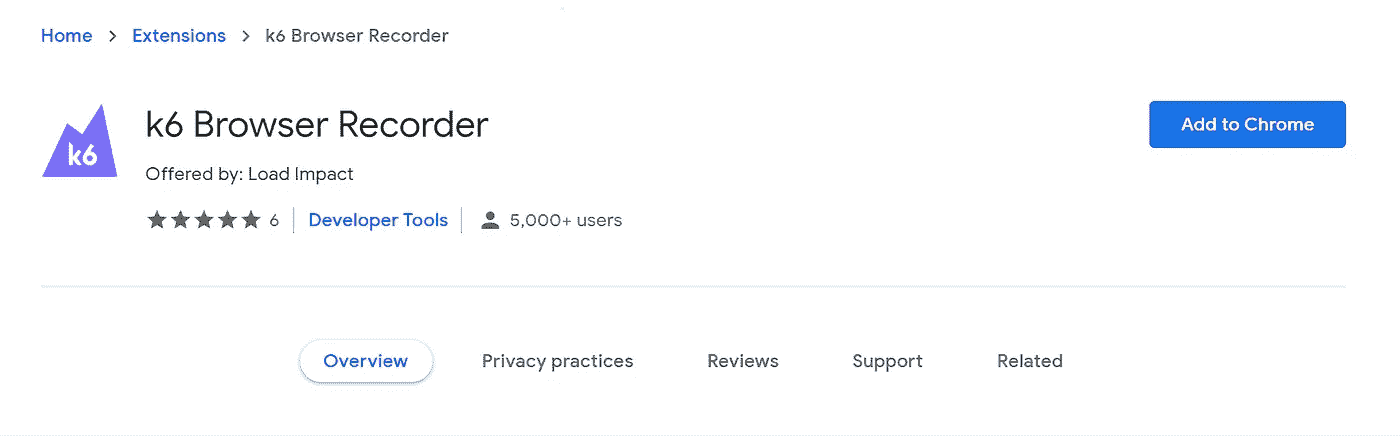 Home > Extensions > k6 Browser Recorder
k6 Browser Recorder
Add to Chrome
k6
Offered by: Load Impact
6 Developer Tools 5,000+ users
Overview Privacy practices Reviews Support Related